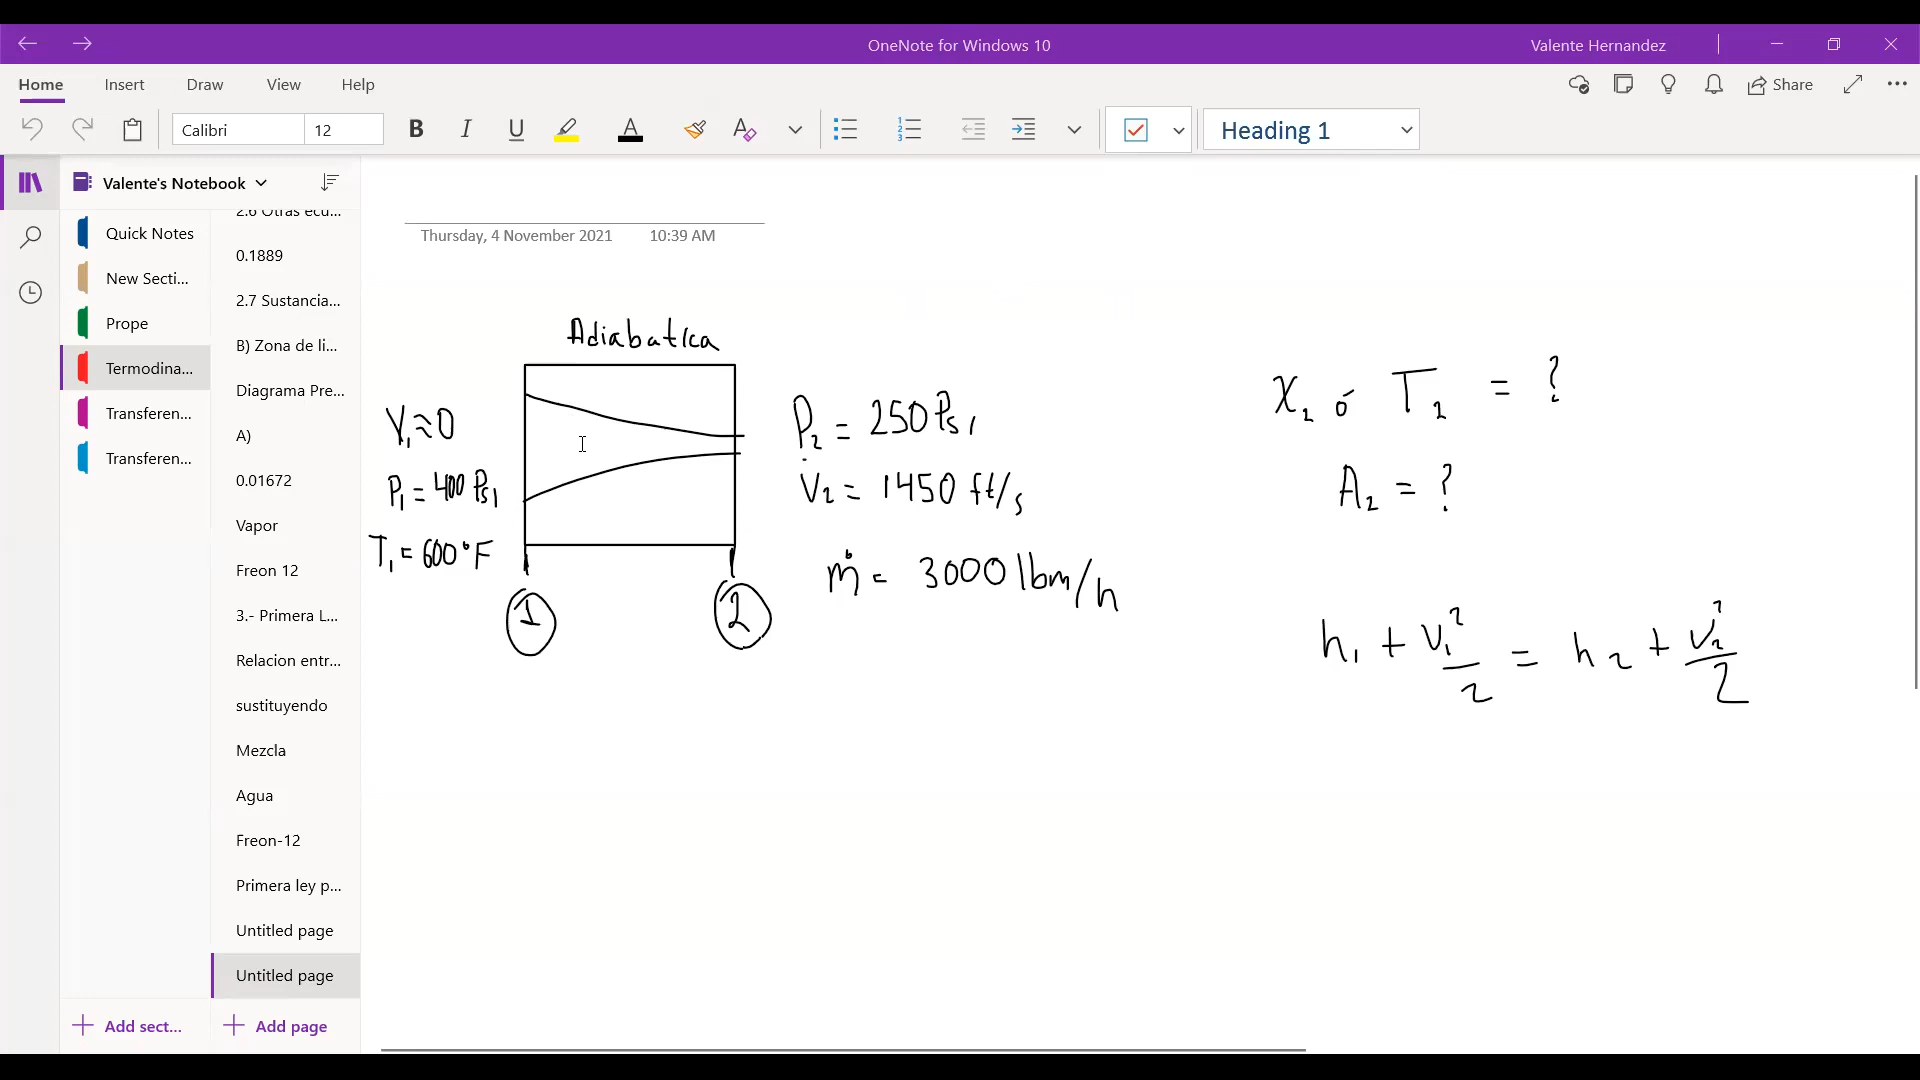 OneNote for Windows 10
Valente Hernandez
Home Insert Draw View Help
Share
Calibri 12 B I U A Heading 1
Valente's Notebook
Quick Notes
New Secti...
Prope
Termodina...
Transferen...
Transferen...
Add sect...
2.6 Otras ecu...
0.1889
2.7 Sustancia...
B) Zona de li...
Diagrama Pre...
A)
0.01672
Vapor
Freon 12
3.- Primera L...
Relacion entr...
sustituyendo
Mezcla
Agua
Freon-12
Primera ley p...
Untitled page
Untitled page
Add page
Thursday, 4 November 2021 10:39 AM
Adiabatica
V₁≈0
P₁ = 400 Psi
T₁ = 600°F
1
2
P₂ = 250 Psi
V₂ = 1450 ft/s
ṁ = 3000 lbm/h
X₂ ó T₂ = ?
A₂ = ?
h₁ + V₁²/2 = h₂ + V₂²/2